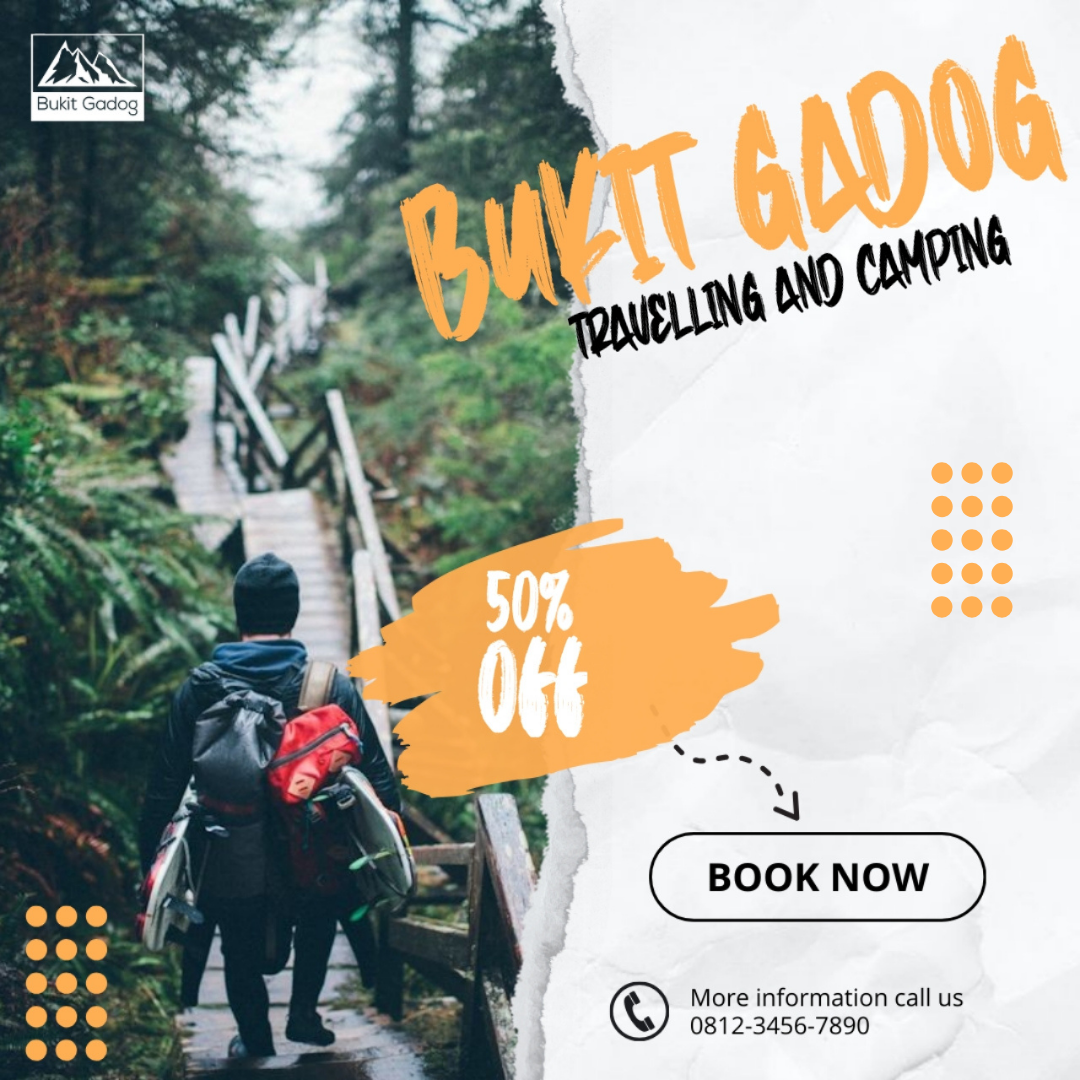 Bukit Gadog
BUKIT GADOG
TRAVELLING AND CAMPING
50%
Off
BOOK NOW
More information call us
0812-3456-7890